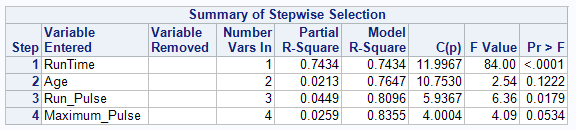 Summary of Stepwise Selection
Step Variable Entered Variable Removed Number Vars In Partial R-Square Model R-Square C(p) F Value Pr > F
1 RunTime 1 0.7434 0.7434 11.9967 84.00 <.0001
2 Age 2 0.0213 0.7647 10.7530 2.54 0.1222
3 Run_Pulse 3 0.0449 0.8096 5.9367 6.36 0.0179
4 Maximum_Pulse 4 0.0259 0.8355 4.0004 4.09 0.0534